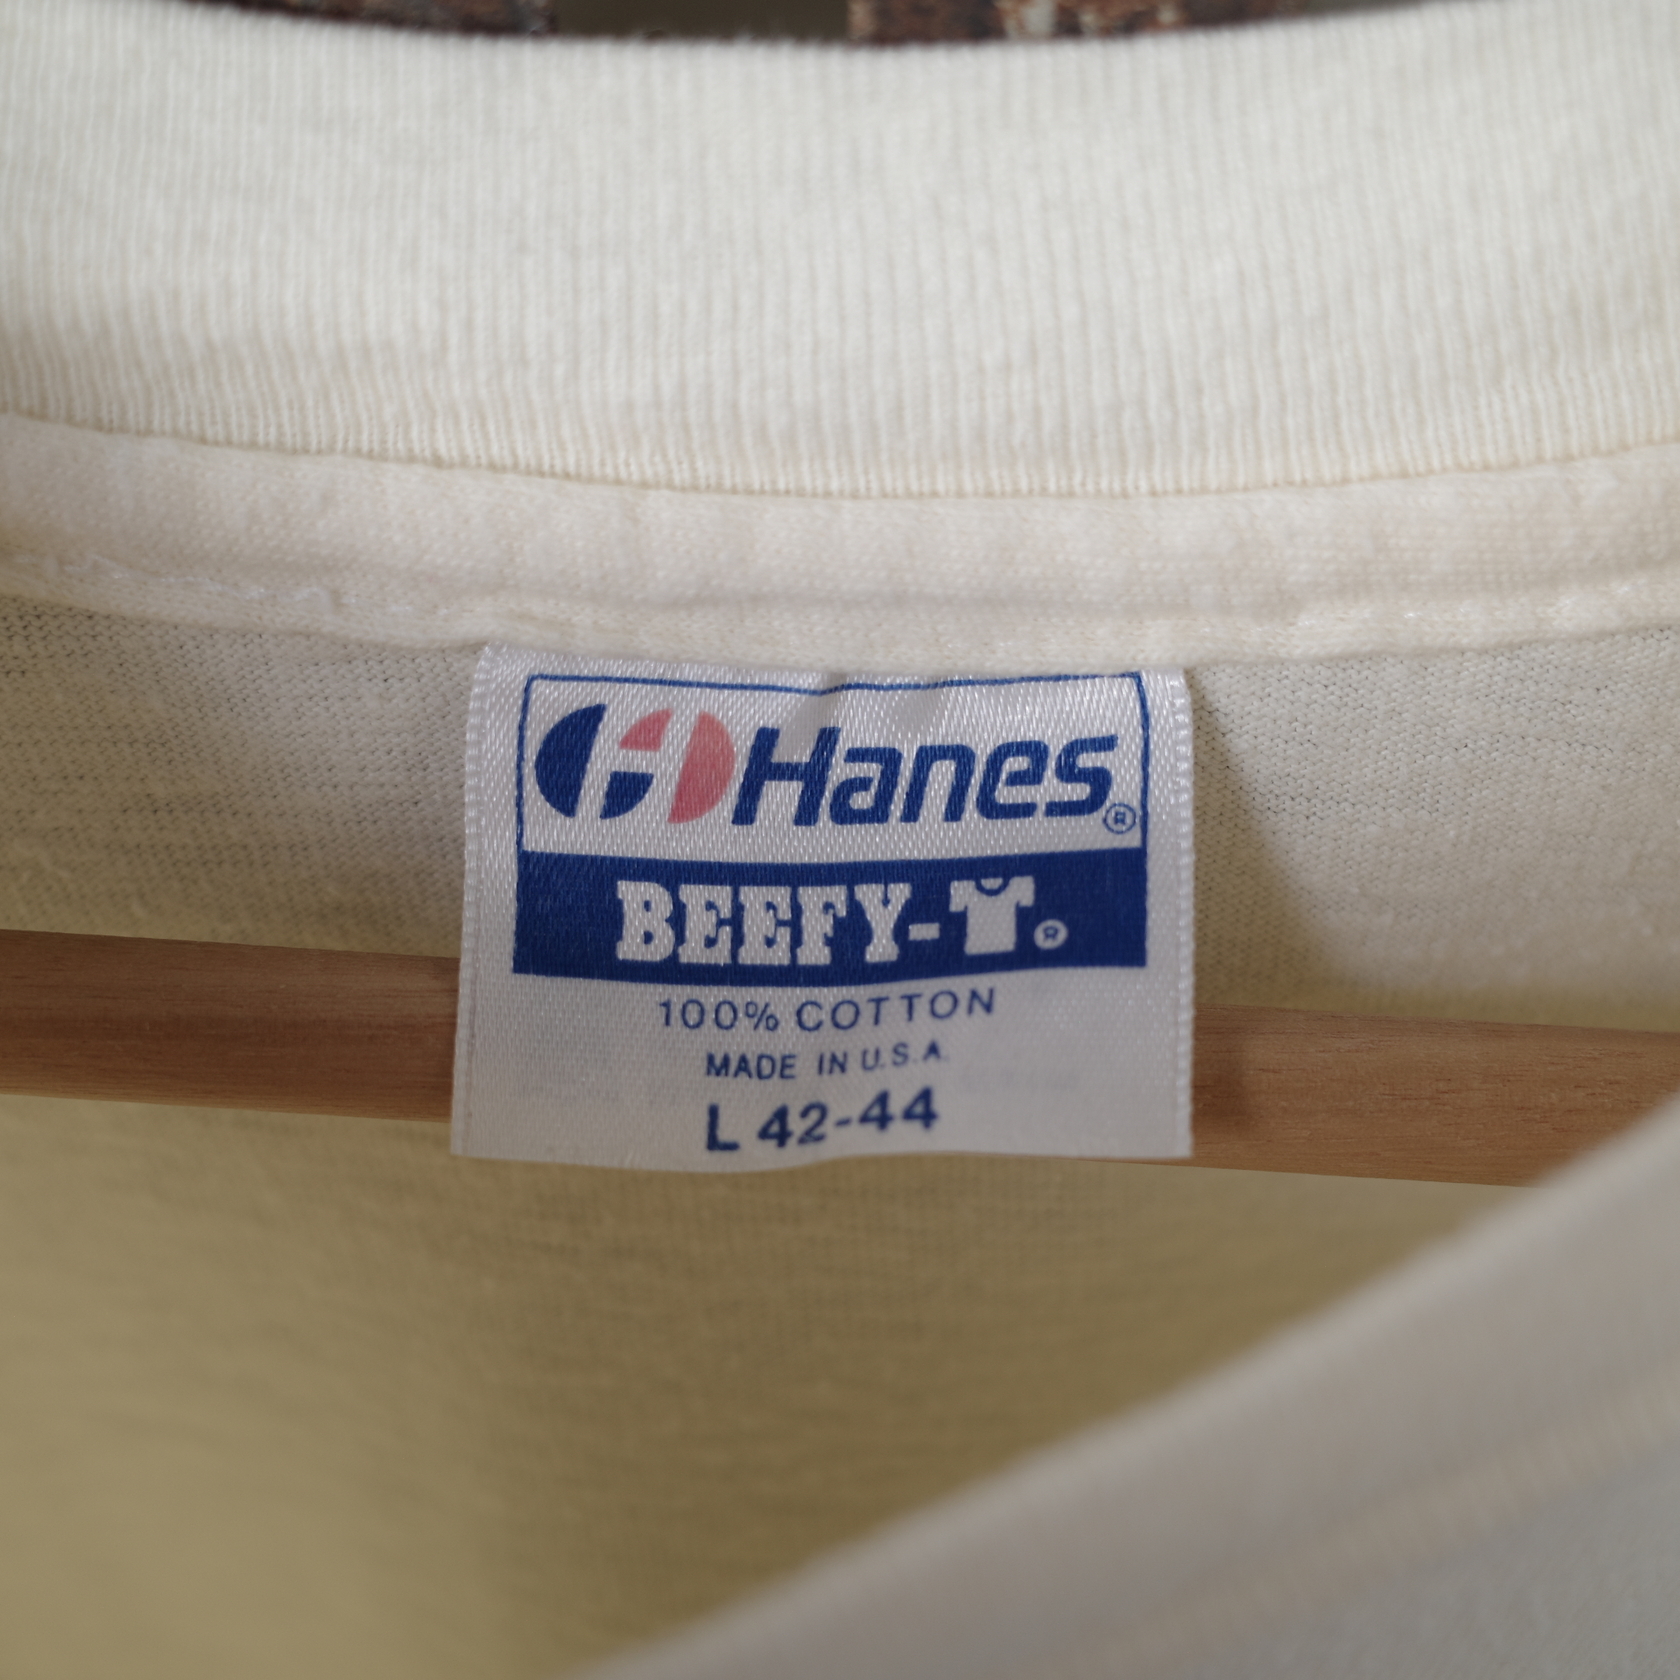 Hanes®
BEEFY-®
100% COTTON
MADE IN U.S.A.
L 42-44